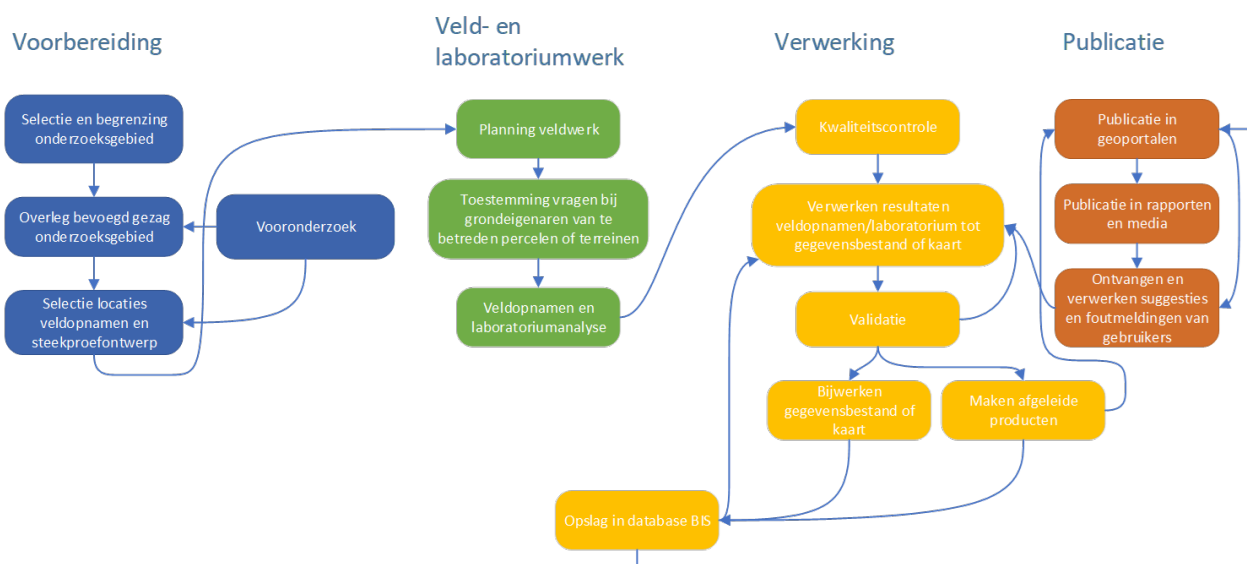 Voorbereiding
Selectie en begrenzing
onderzoeksgebied
Overleg bevoegd gezag
onderzoeksgebied
Vooronderzoek
Selectie locaties
veldopnamen en
steekproefontwerp
Veld- en
laboratoriumwerk
Planning veldwerk
Toestemming vragen bij
grondeigenaren van te
betreden percelen of terreinen
Veldopnamen en
laboratoriumanalyse
Verwerking
Kwaliteitscontrole
Verwerken resultaten
veldopnamen/laboratorium tot
gegevensbestand of kaart
Validatie
Bijwerken
gegevensbestand of
kaart
Maken afgeleide
producten
Opslag in database BIS
Publicatie
Publicatie in
geoportalen
Publicatie in rapporten
en media
Ontvangen en
verwerken suggesties
en foutmeldingen van
gebruikers